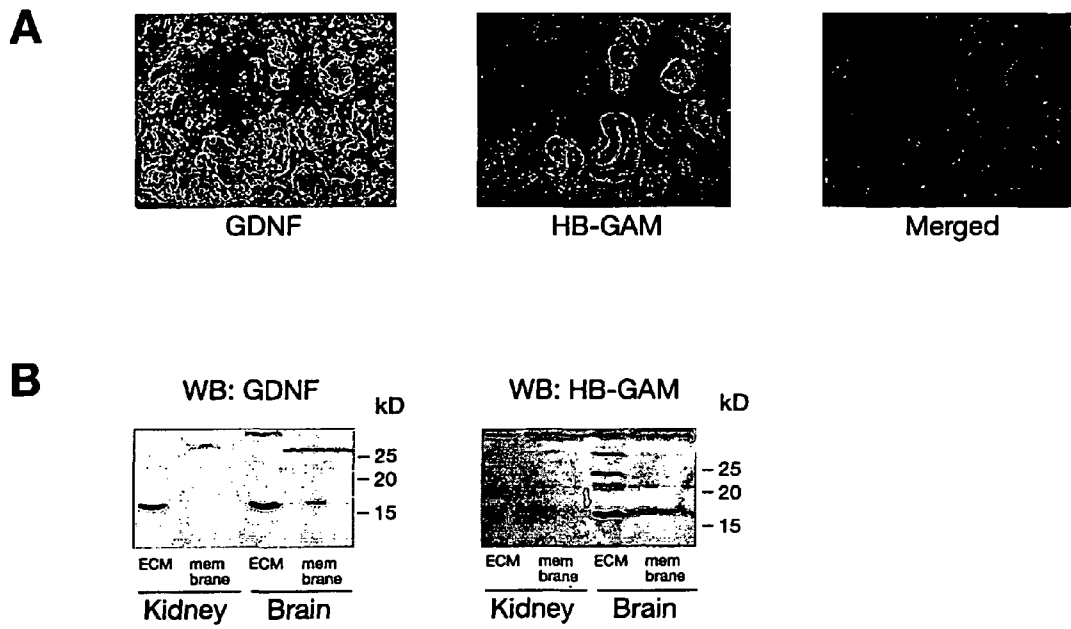 A
GDNF
HB-GAM
Merged
B
WB: GDNF
kD
25
20
15
ECM
mem
brane
ECM
mem
brane
Kidney
Brain
WB: HB-GAM
kD
25
20
15
ECM
mem
brane
ECM
mem
brane
Kidney
Brain